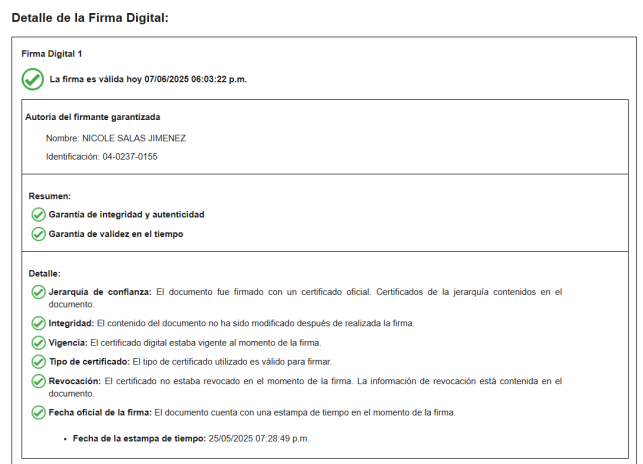 Detalle de la Firma Digital:
Firma Digital 1
La firma es válida hoy 07/06/2025 06:03:22 p.m.
Autoría del firmante garantizada
Nombre: NICOLE SALAS JIMENEZ
Identificación: 04-0237-0155
Resumen:
Garantía de integridad y autenticidad
Garantía de validez en el tiempo
Detalle:
Jerarquía de confianza: El documento fue firmado con un certificado oficial. Certificados de la jerarquía contenidos en el
documento.
Integridad: El contenido del documento no ha sido modificado después de realizada la firma.
Vigencia: El certificado digital estaba vigente al momento de la firma.
Tipo de certificado: El tipo de certificado utilizado es válido para firmar.
Revocación: El certificado no estaba revocado en el momento de la firma. La información de revocación está contenida en el
documento.
Fecha oficial de la firma: El documento cuenta con una estampa de tiempo en el momento de la firma.
• Fecha de la estampa de tiempo: 25/05/2025 07:28:49 p.m.